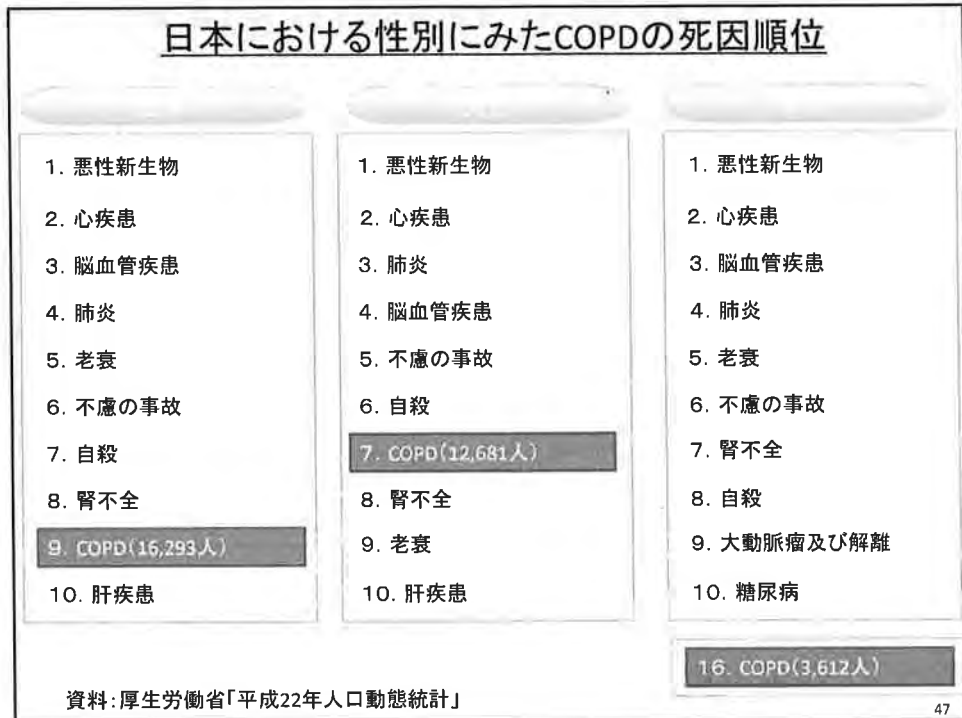 日本における性別にみたCOPDの死因順位
1. 悪性新生物
2. 心疾患
3. 脳血管疾患
4. 肺炎
5. 老衰
6. 不慮の事故
7. 自殺
8. 腎不全
9. COPD(16,293人)
10. 肝疾患
1. 悪性新生物
2. 心疾患
3. 肺炎
4. 脳血管疾患
5. 不慮の事故
6. 自殺
7. COPD(12,681人)
8. 腎不全
9. 老衰
10. 肝疾患
1. 悪性新生物
2. 心疾患
3. 脳血管疾患
4. 肺炎
5. 老衰
6. 不慮の事故
7. 腎不全
8. 自殺
9. 大動脈瘤及び解離
10. 糖尿病
16. COPD(3,612人)
資料:厚生労働省「平成22年人口動態統計」
47